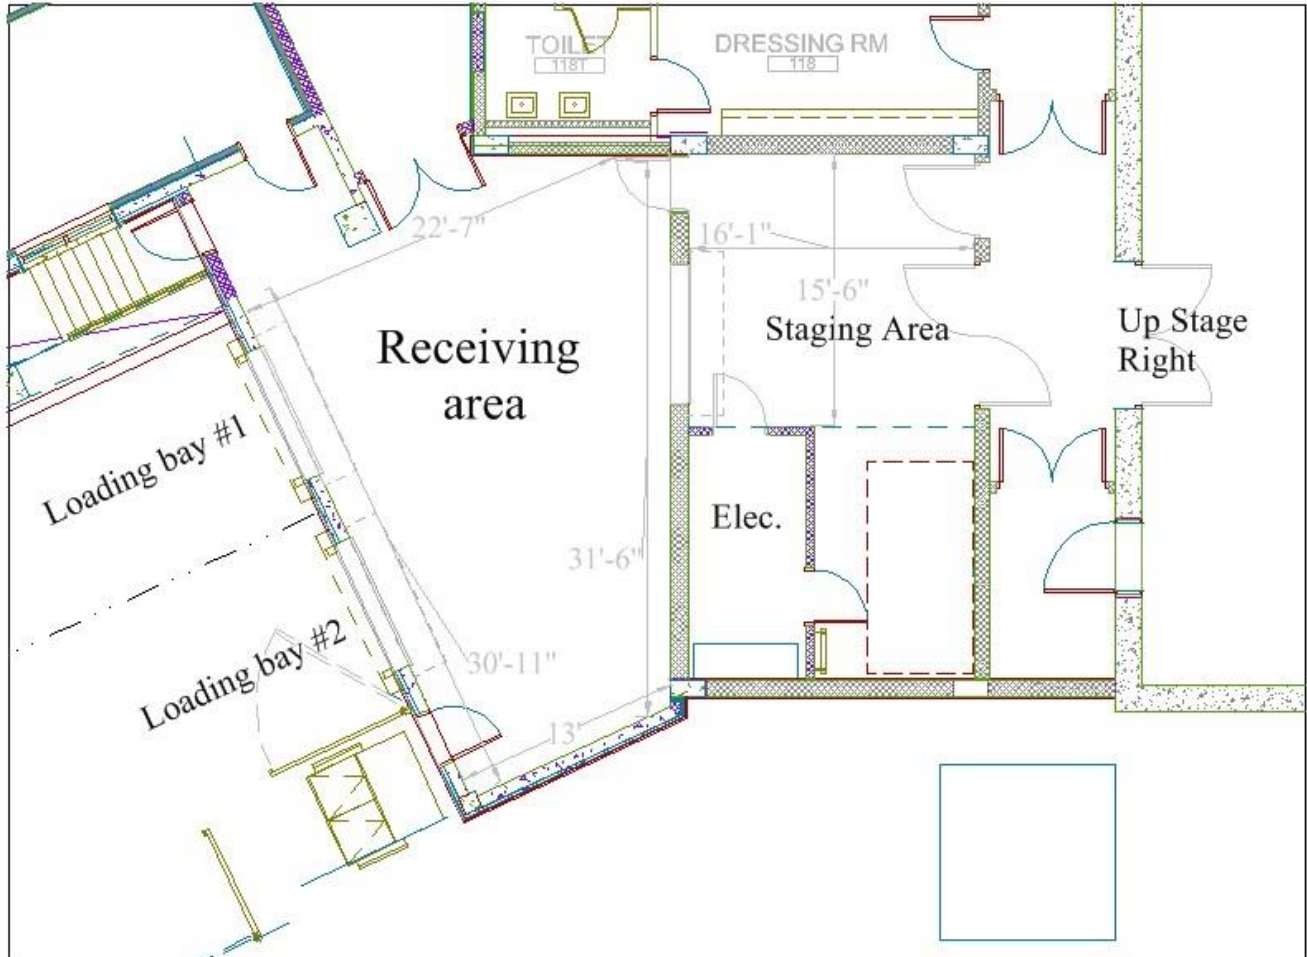 TOILET
118T
DRESSING RM
118
22'-7"
16'-1"
15'-6"
Receiving
area
Staging Area
Up Stage
Right
Loading bay #1
Elec.
31'-6"
Loading bay #2
30'-11"
13'